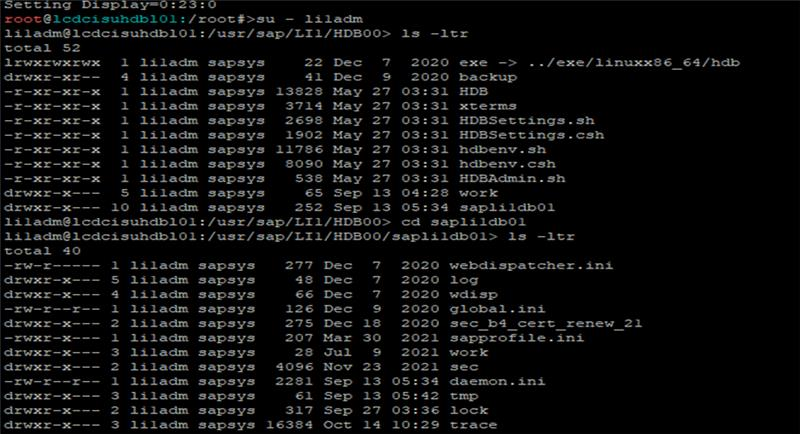 Setting Display=0:23:0
root@lcdcisuhdbl01:/root#>su - liladm
liladm@lcdcisuhdbl01:/usr/sap/LI1/HDB00> ls -ltr
total 52
lrwxrwxrwx 1 liladm sapsys 22 Dec 7 2020 exe -> ../exe/linuxx86_64/hdb
drwxr-xr-- 4 liladm sapsys 41 Dec 9 2020 backup
-r-xr-xr-x 1 liladm sapsys 13828 May 27 03:31 HDB
-r-xr-xr-x 1 liladm sapsys 3714 May 27 03:31 xterms
-r-xr-xr-x 1 liladm sapsys 2698 May 27 03:31 HDBSettings.sh
-r-xr-xr-x 1 liladm sapsys 1902 May 27 03:31 HDBSettings.csh
-r-xr-xr-x 1 liladm sapsys 11786 May 27 03:31 hdbenv.sh
-r-xr-xr-x 1 liladm sapsys 8090 May 27 03:31 hdbenv.csh
-r-xr-xr-x 1 liladm sapsys 538 May 27 03:31 HDBAdmin.sh
drwxr-x--- 5 liladm sapsys 65 Sep 13 04:28 work
drwxr-x--- 10 liladm sapsys 252 Sep 13 05:34 saplildb01
liladm@lcdcisuhdbl01:/usr/sap/LI1/HDB00> cd saplildb01
liladm@lcdcisuhdbl01:/usr/sap/LI1/HDB00/saplildb01> ls -ltr
total 40
-rw-r----- 1 liladm sapsys 277 Dec 7 2020 webdispatcher.ini
drwxr-x--- 5 liladm sapsys 48 Dec 7 2020 log
drwxr-x--- 4 liladm sapsys 66 Dec 7 2020 wdisp
-rw-r--r-- 1 liladm sapsys 126 Dec 9 2020 global.ini
drwxr-x--- 2 liladm sapsys 275 Dec 18 2020 sec_b4_cert_renew_21
-rwxr-x--- 1 liladm sapsys 207 Mar 30 2021 sapprofile.ini
drwxr-x--- 3 liladm sapsys 28 Jul 9 2021 work
drwxr-x--- 2 liladm sapsys 4096 Nov 23 2021 sec
-rw-r--r-- 1 liladm sapsys 2281 Sep 13 05:34 daemon.ini
drwxr-x--- 3 liladm sapsys 61 Sep 13 05:42 tmp
drwxr-x--- 2 liladm sapsys 317 Sep 27 03:36 lock
drwxr-x--- 3 liladm sapsys 16384 Oct 14 10:29 trace